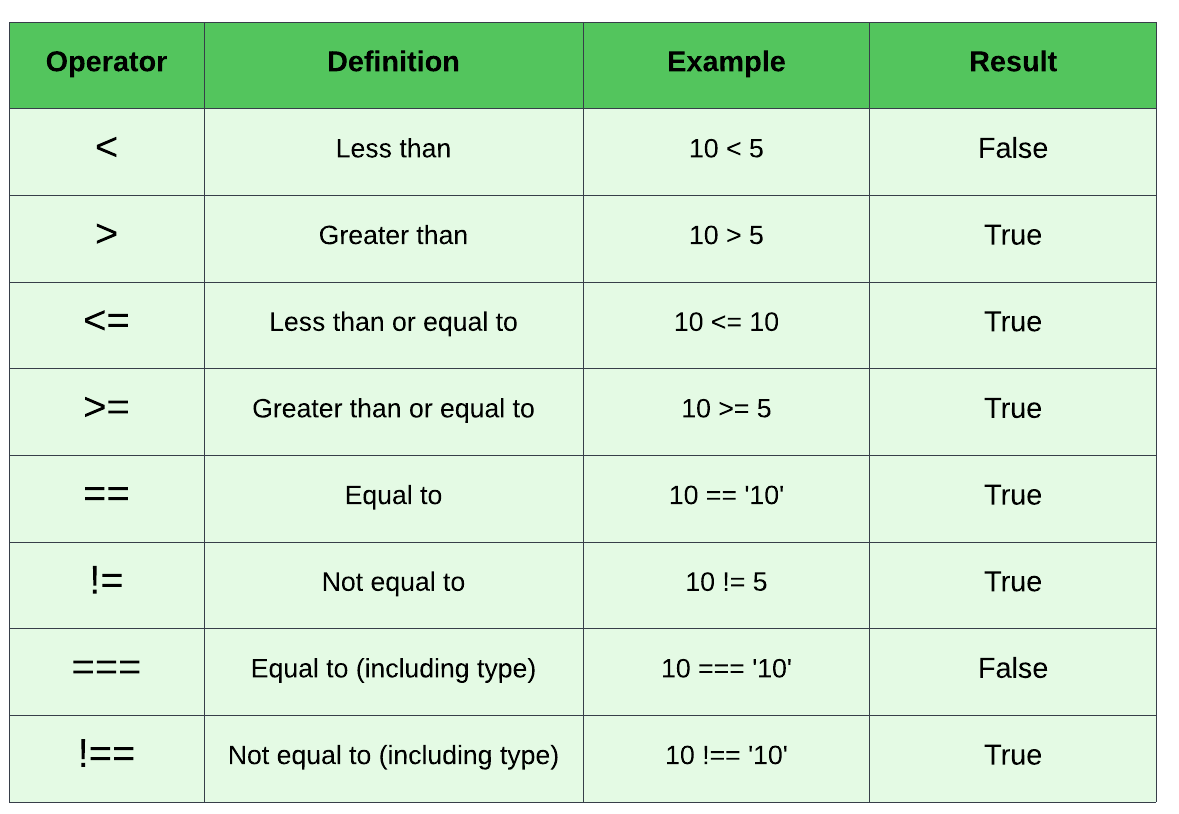 Operator Definition Example Result
< Less than 10 < 5 False
> Greater than 10 > 5 True
<= Less than or equal to 10 <= 10 True
>= Greater than or equal to 10 >= 5 True
== Equal to 10 == '10' True
!= Not equal to 10 != 5 True
=== Equal to (including type) 10 === '10' False
!== Not equal to (including type) 10 !== '10' True